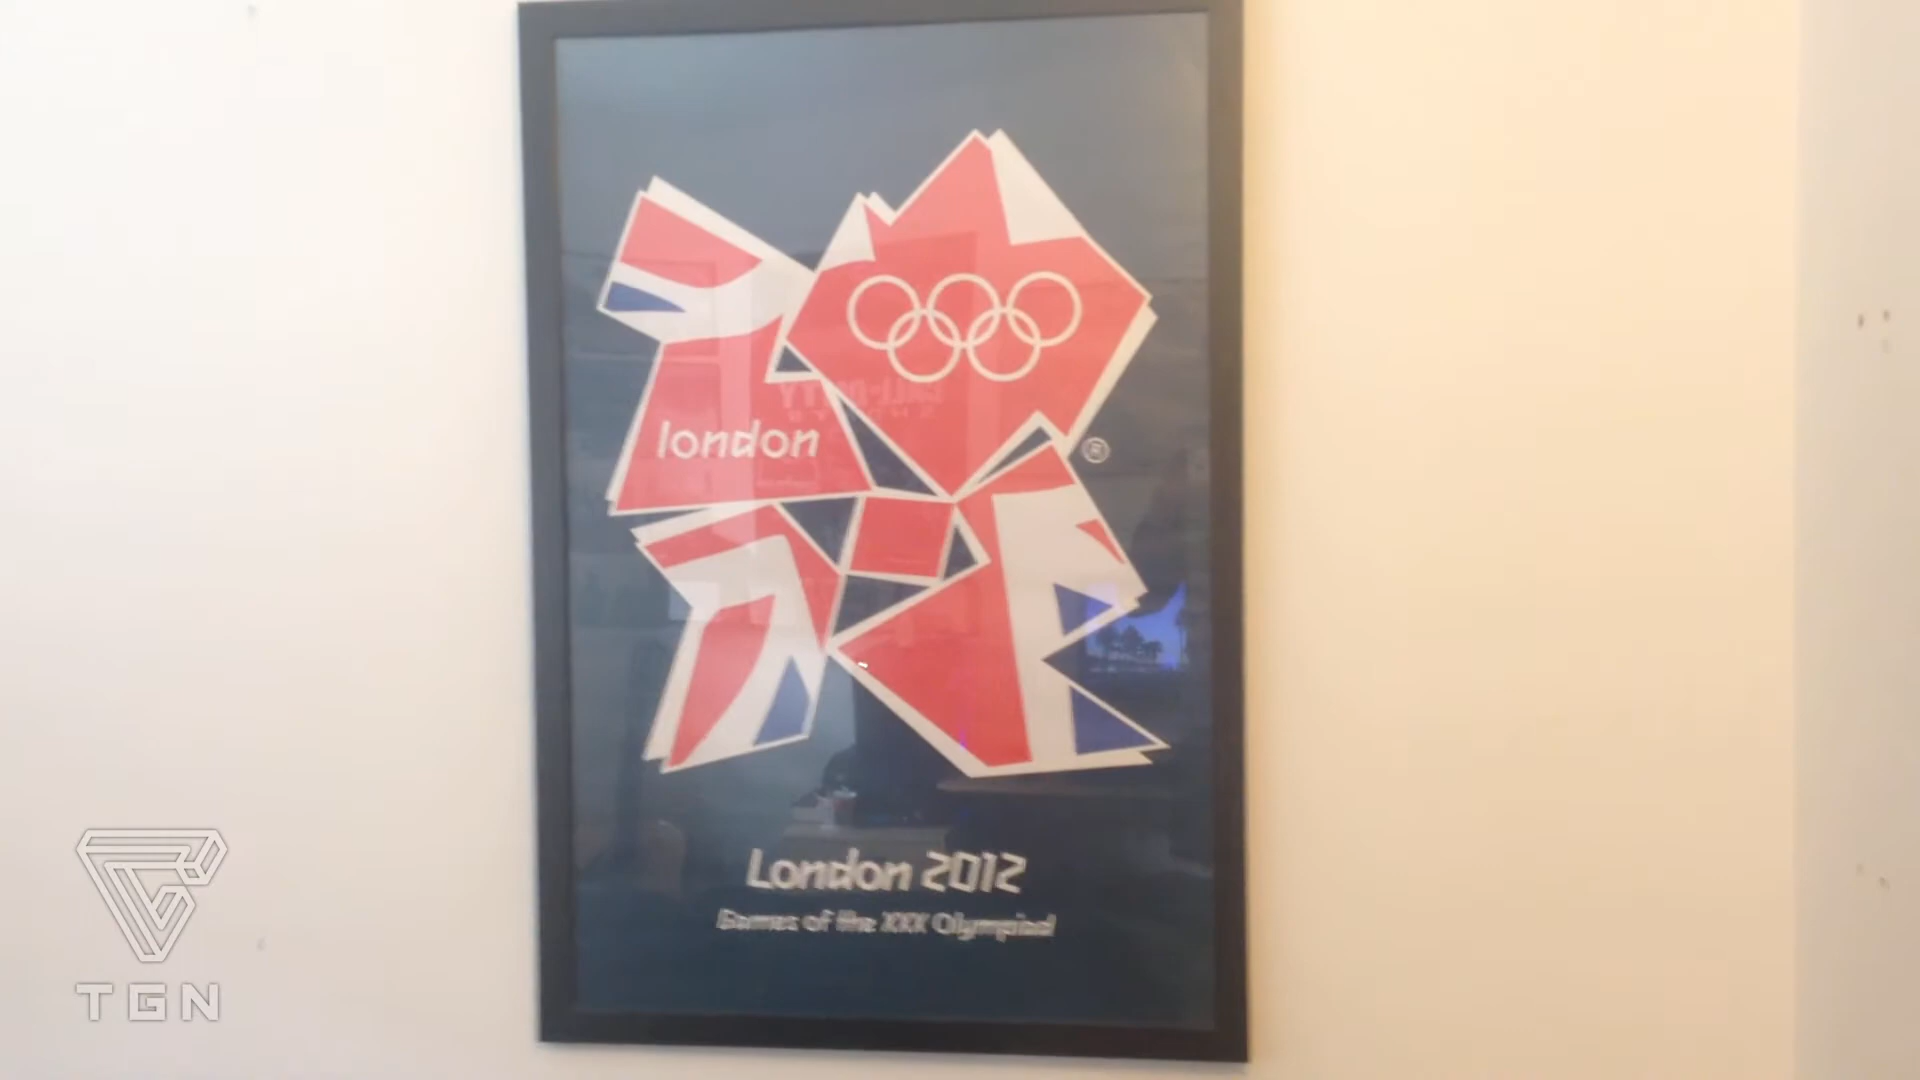 london
®
London 2012
Games of the XXX Olympiad
TGN